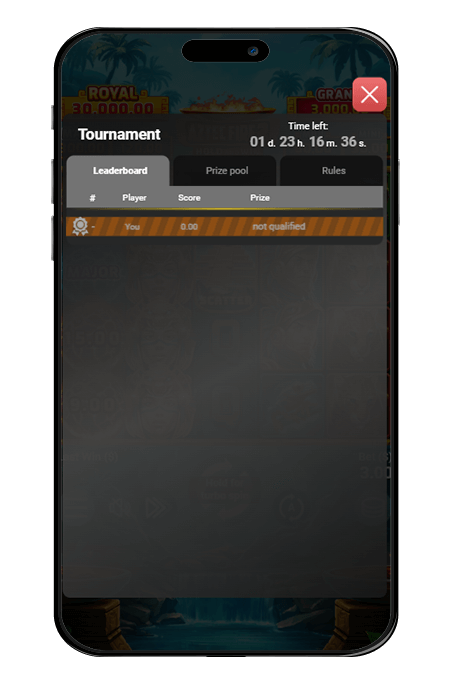 ROYAL
30,000.00
GRAN
3,000
Time left:
Tournament
01 d. 23 h. 16 m. 36 s.
Leaderboard
Prize pool
Rules
# Player Score Prize
- You 0.00 not qualified